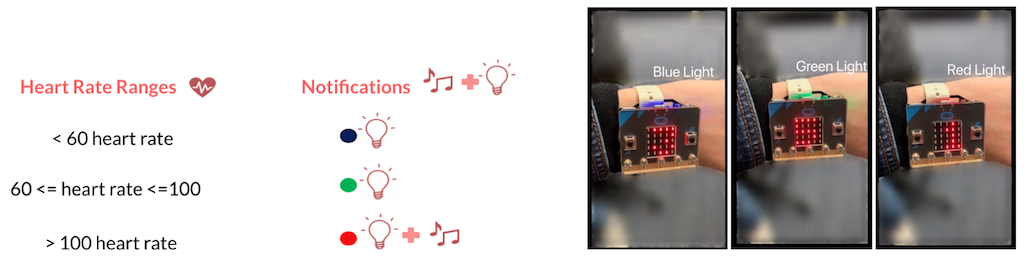 Heart Rate Ranges
Notifications
< 60 heart rate
60 <= heart rate <=100
> 100 heart rate
Blue Light
Green Light
Red Light